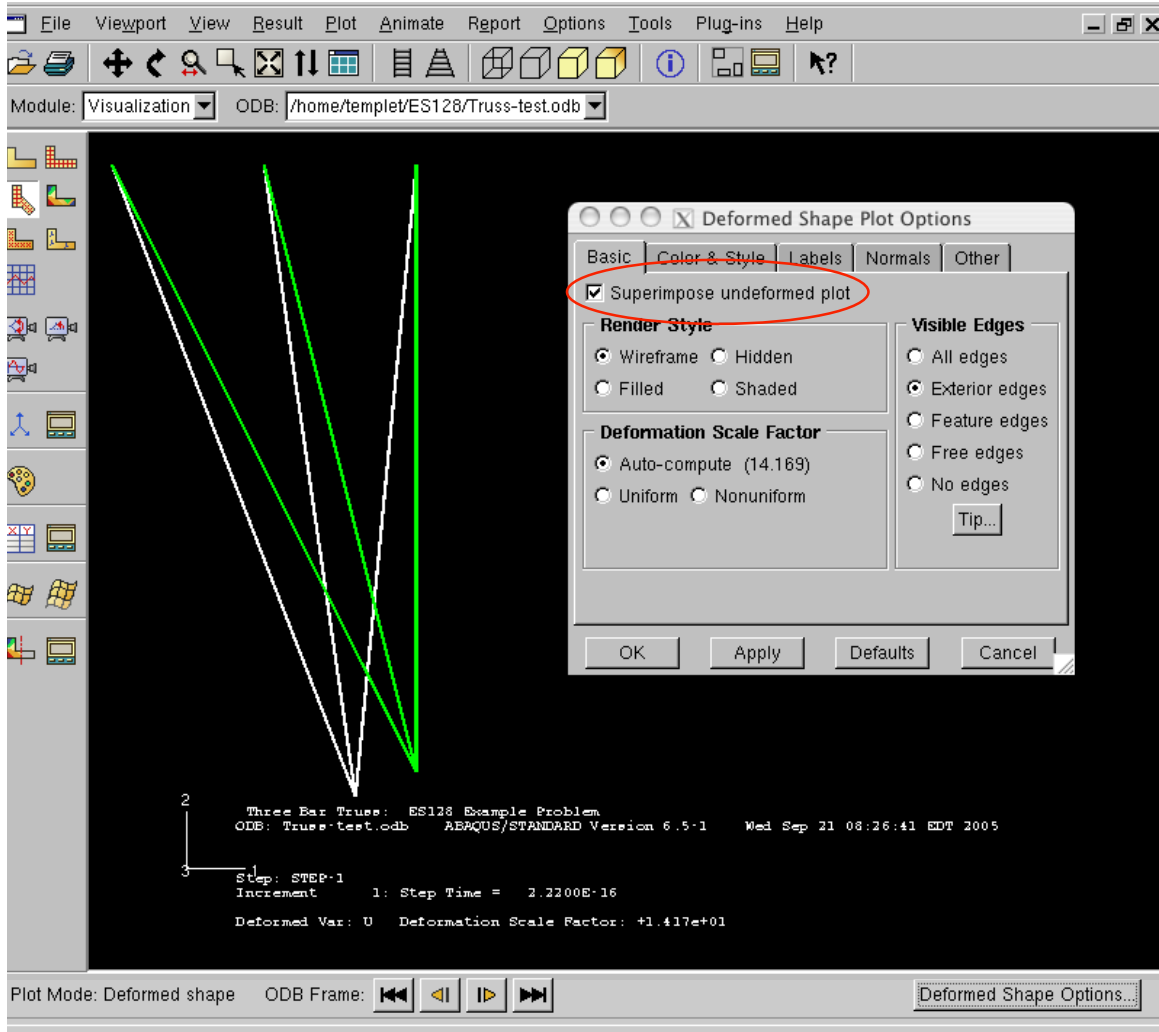 File Viewport View Result Plot Animate Report Options Tools Plug-ins Help
Module: Visualization ODB: /home/templet/ES128/Truss-test.odb
X Deformed Shape Plot Options
Basic Color & Style Labels Normals Other
Superimpose undeformed plot
Render Style
Wireframe Hidden
Filled Shaded
Visible Edges
All edges
Exterior edges
Feature edges
Free edges
No edges
Tip...
Deformation Scale Factor
Auto-compute (14.169)
Uniform Nonuniform
OK Apply Defaults Cancel
2
3
1
Three Bar Truss: ES128 Example Problem
ODB: Truss-test.odb ABAQUS/STANDARD Version 6.5-1 Wed Sep 21 08:26:41 EDT 2005
Step: STEP-1
Increment 1: Step Time = 2.2200E-16
Deformed Var: U Deformation Scale Factor: +1.417e+01
Plot Mode: Deformed shape ODB Frame:
Deformed Shape Options...
X Y